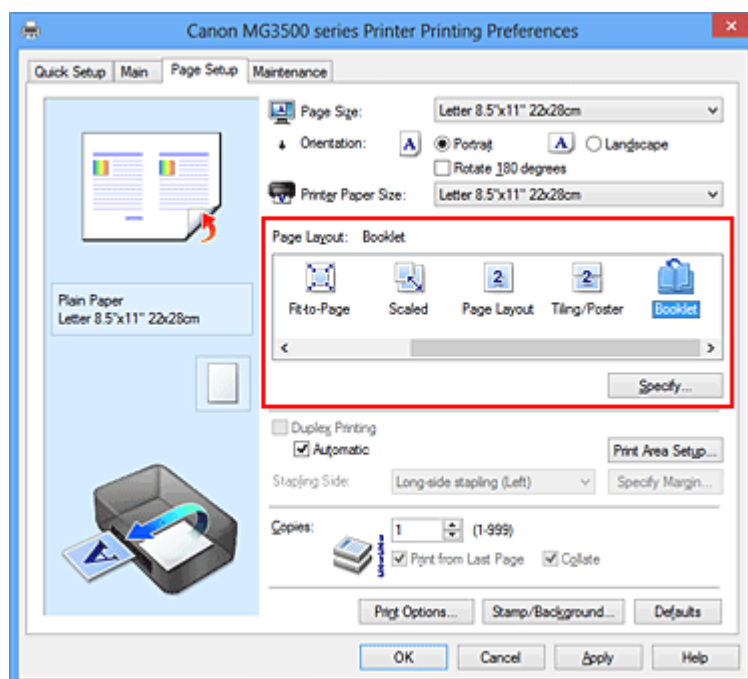 Canon MG3500 series Printer Printing Preferences
Quick Setup Main Page Setup Maintenance
Page Size: Letter 8.5"x11" 22x28cm
Orientation: A Portrait A Landscape
Rotate 180 degrees
Printer Paper Size: Letter 8.5"x11" 22x28cm
Page Layout: Booklet
Plain Paper
Letter 8.5"x11" 22x28cm
2 2
Fit-to-Page Scaled Page Layout Tiling/Poster Booklet
Specify...
Duplex Printing
Automatic Print Area Setup...
Stapling Side: Long-side stapling (Left) Specify Margin...
Copies: 1 (1-999)
Print from Last Page Collate
A
Print Options... Stamp/Background... Defaults
OK Cancel Apply Help